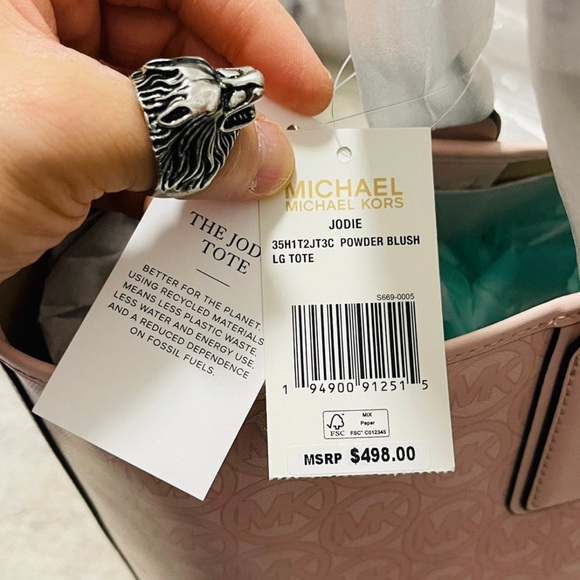 THE JOD
TOTE
BETTER FOR THE PLANET.
USING RECYCLED MATERIALS
MEANS LESS PLASTIC WASTE,
LESS WATER AND ENERGY USE,
AND A REDUCED DEPENDENCE
ON FOSSIL FUELS.
MICHAEL
MICHAEL KORS
JODIE
35H1T2JT3C POWDER BLUSH
LG TOTE
S669-0005
1 94900 91251 5
FSC
MIX
Paper
FSC® C012345
MSRP $498.00